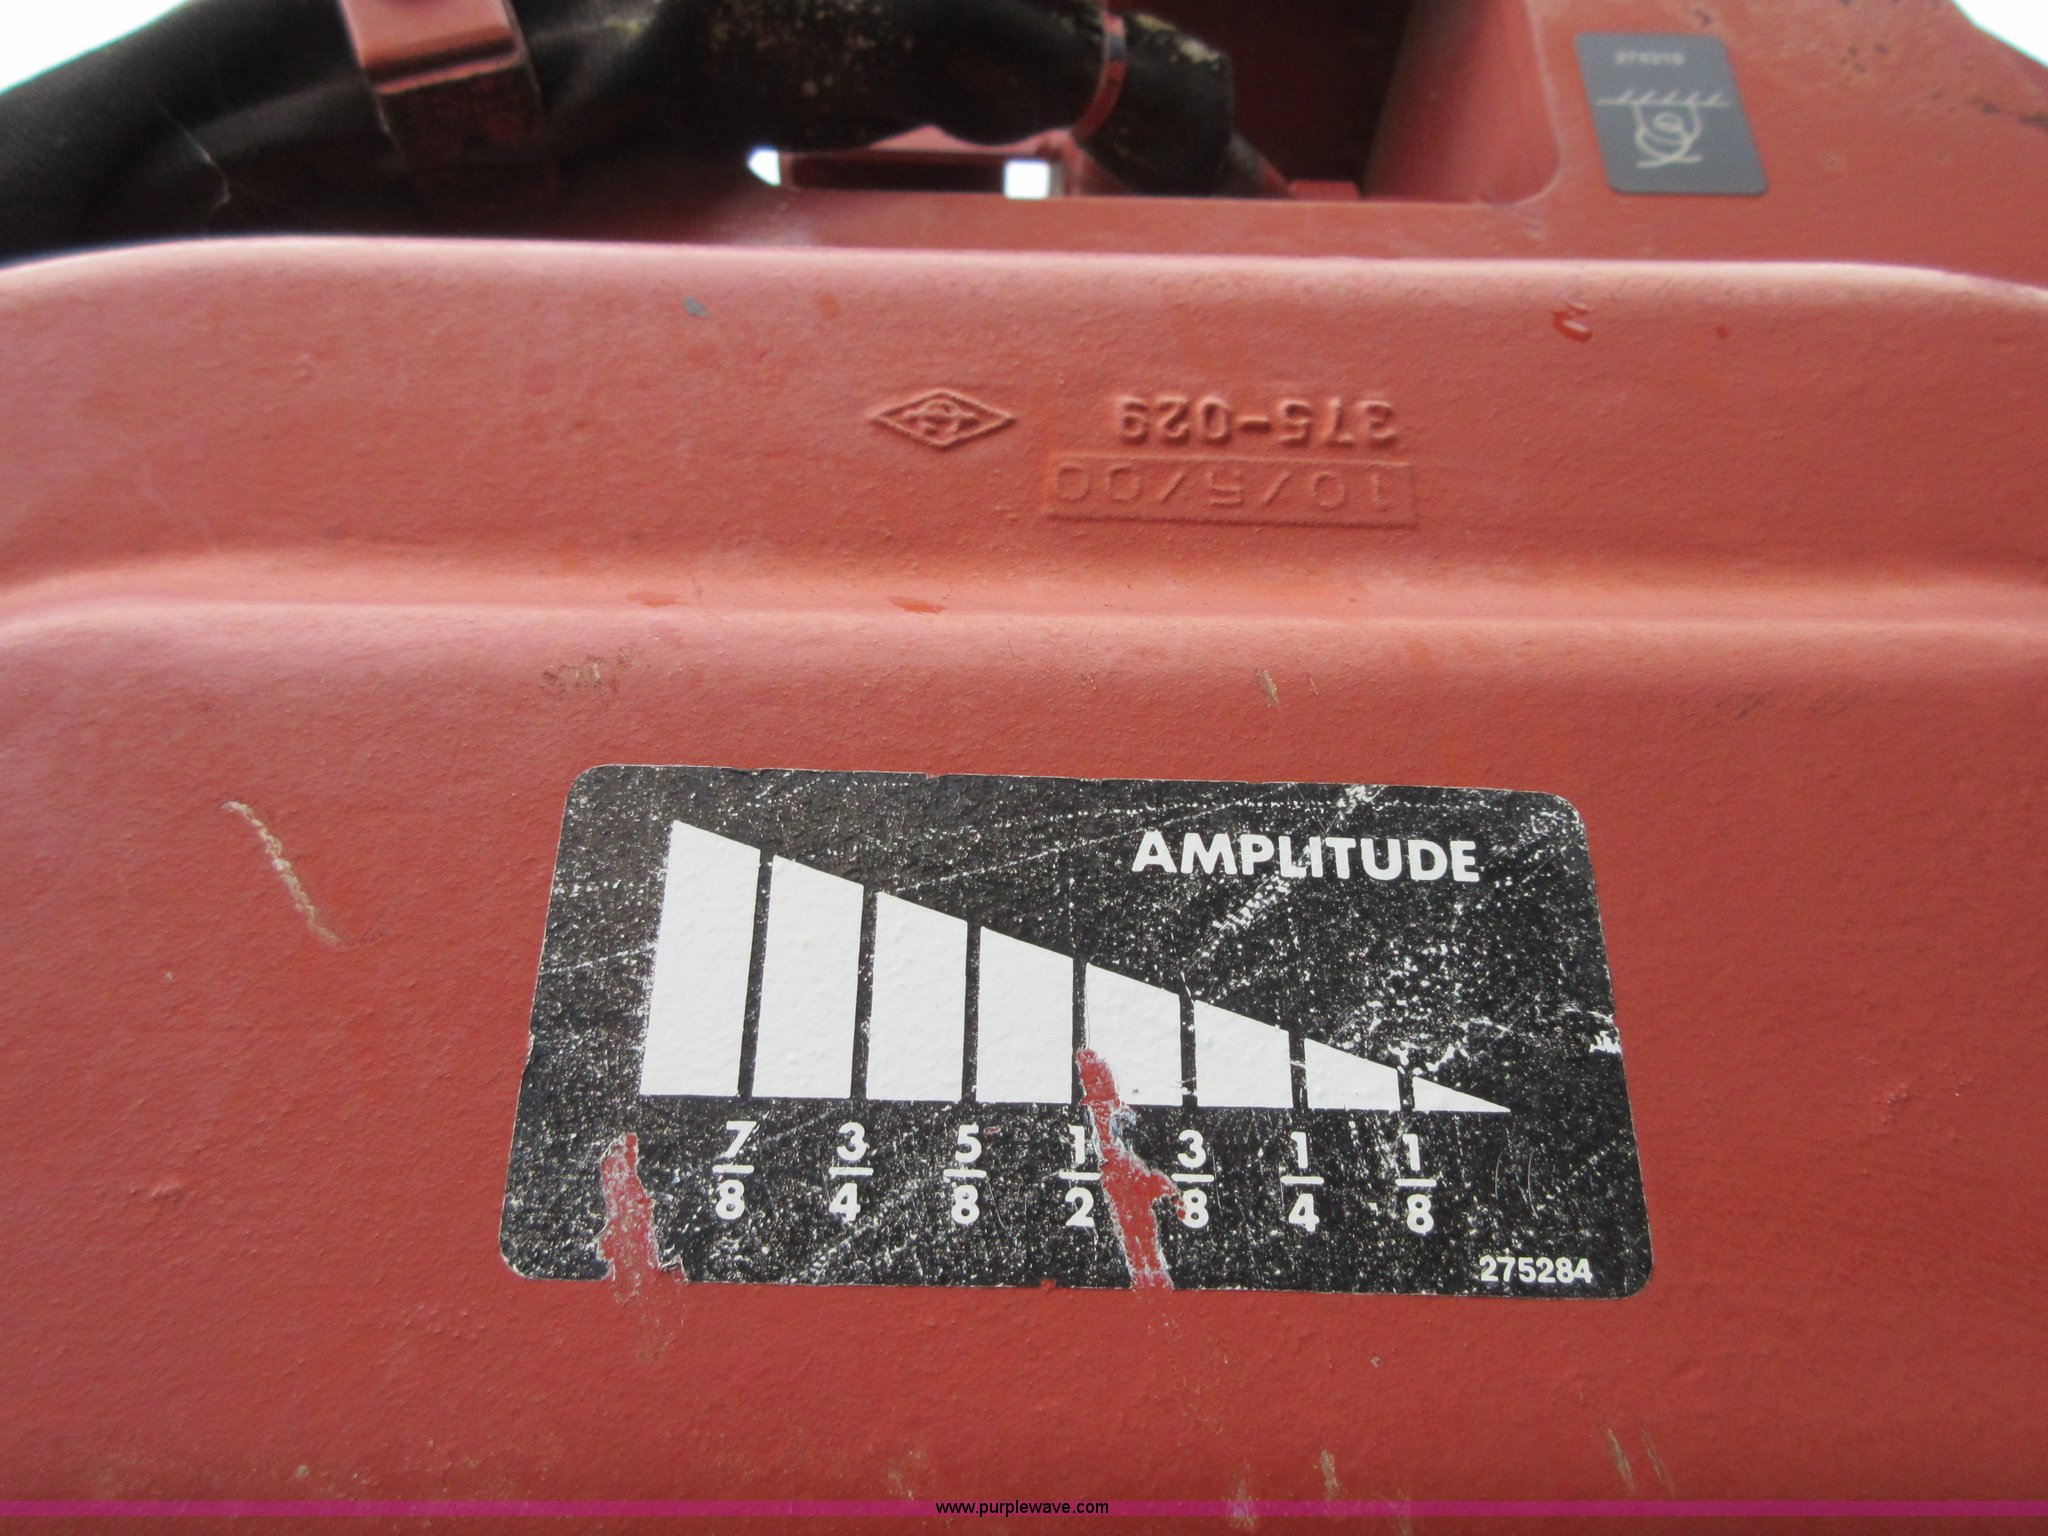 375-029
10/5/00
AMPLITUDE
7/8 3/4 5/8 1/2 3/8 1/4 1/8
275284
www.purplewave.com